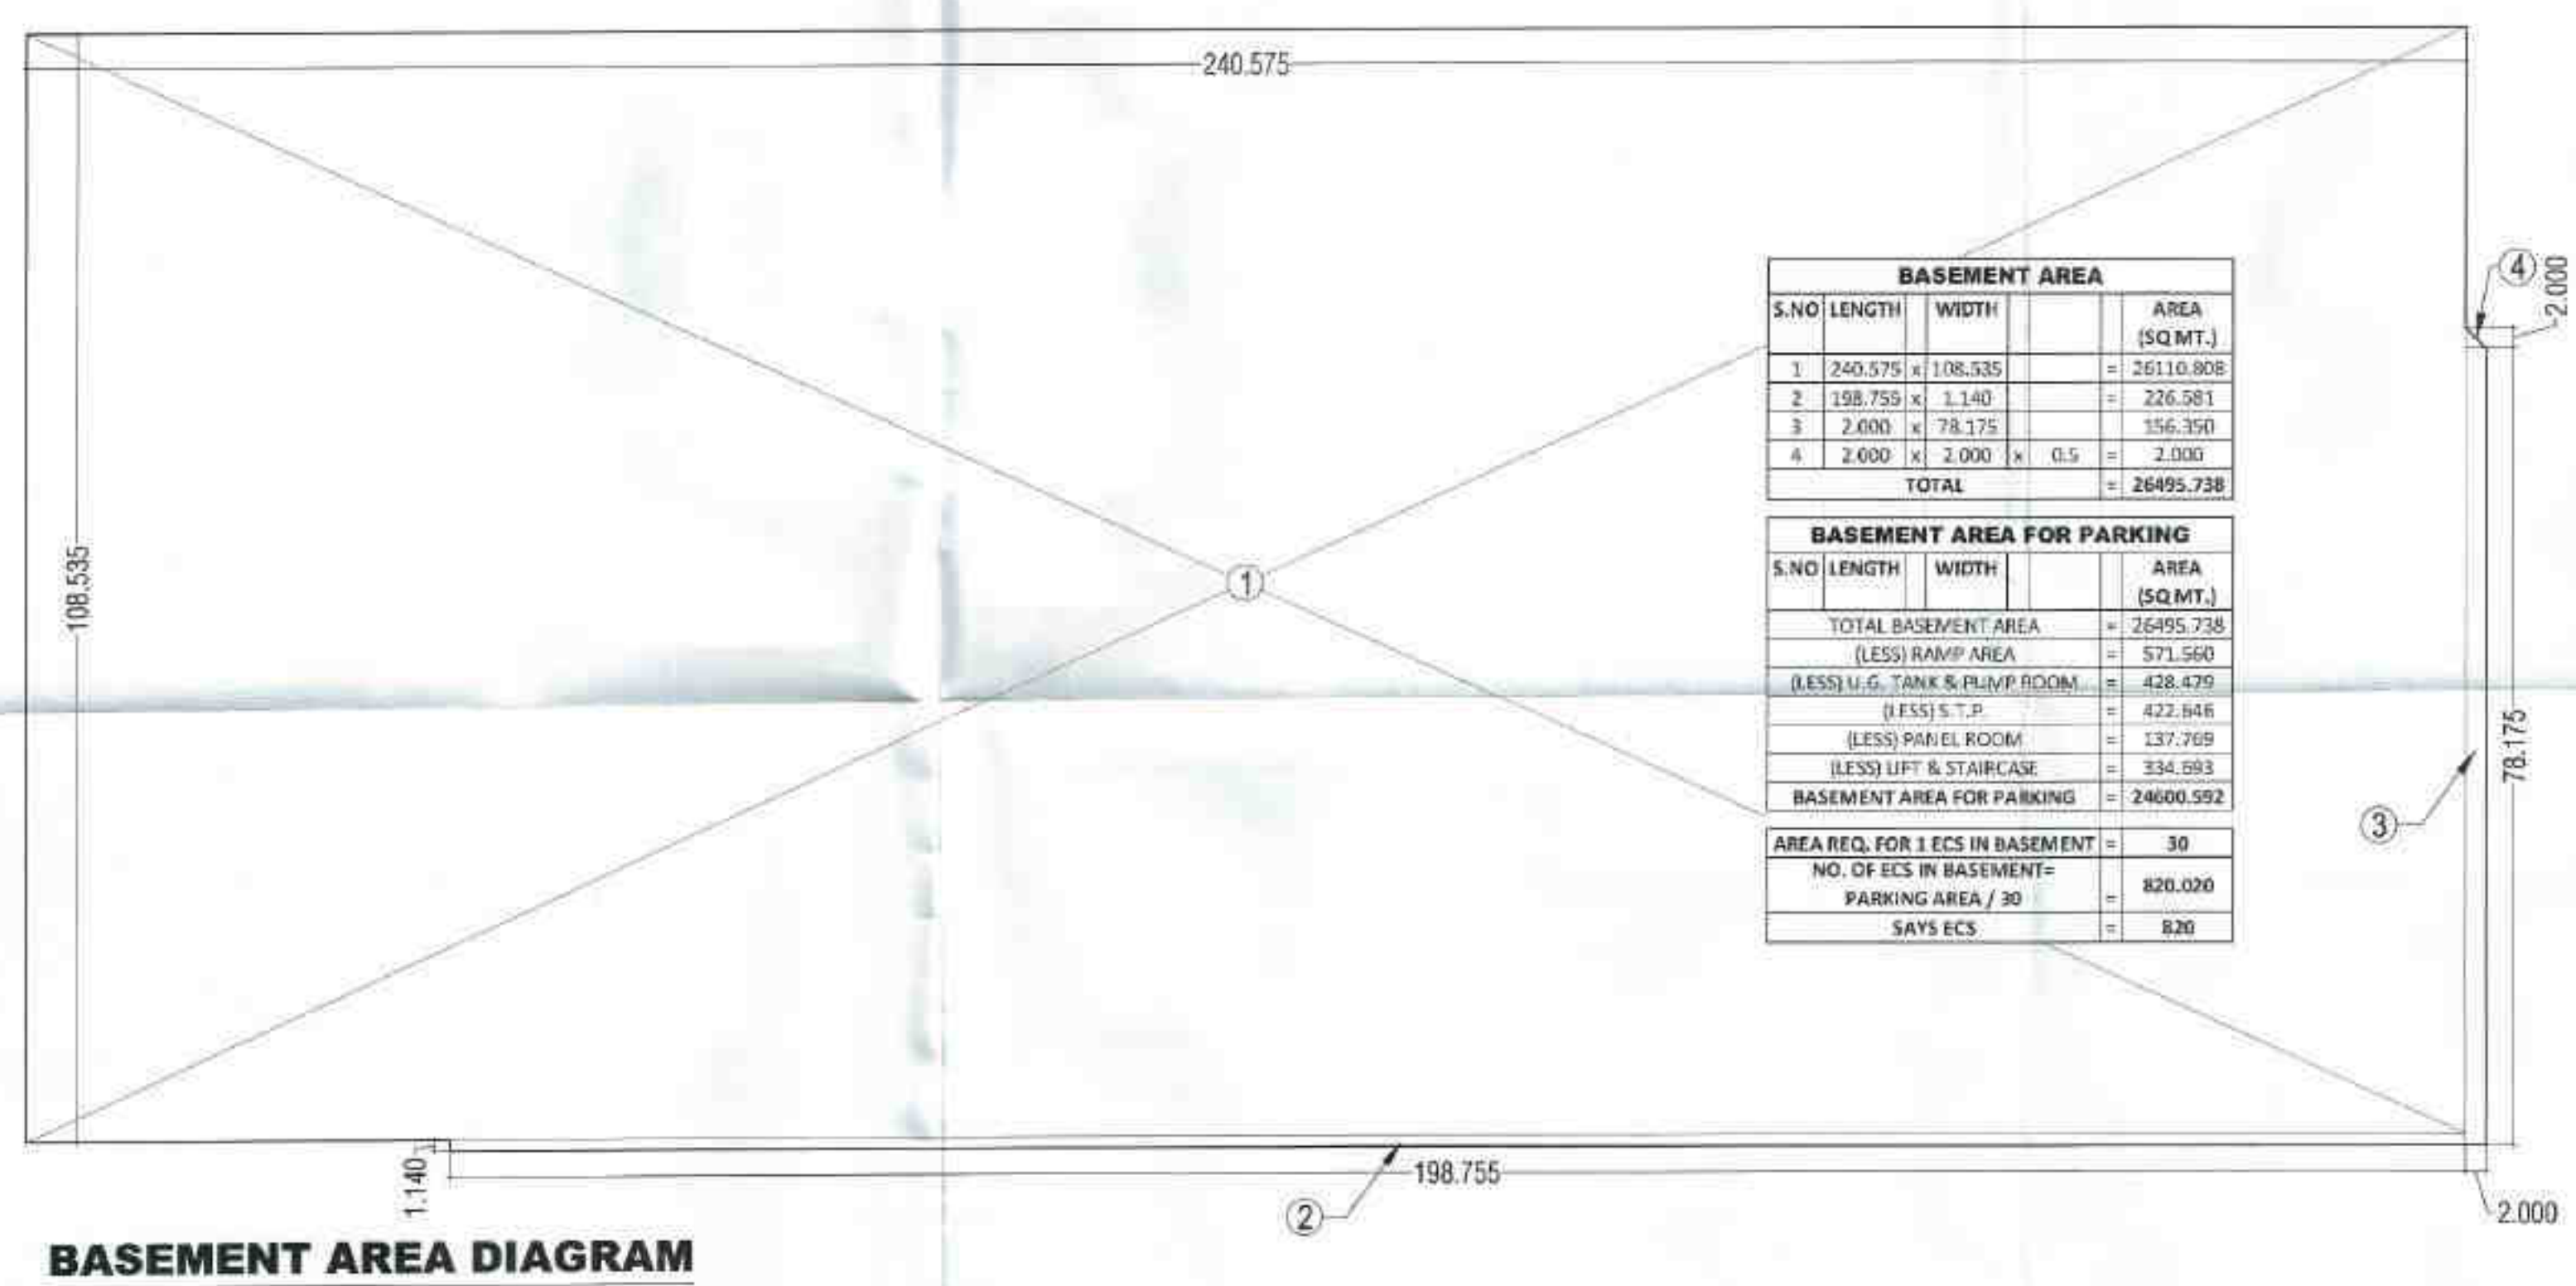 240.575
108.535
1
4
2.000
BASEMENT AREA
S.NO LENGTH WIDTH AREA (SQ MT.)
1 240.575 x 108.535 = 26110.808
2 198.755 x 1.140 = 226.581
3 2.000 x 78.175 156.350
4 2.000 x 2.000 x 0.5 = 2.000
TOTAL = 26495.738
BASEMENT AREA FOR PARKING
S.NO LENGTH WIDTH AREA (SQ MT.)
TOTAL BASEMENT AREA = 26495.738
(LESS) RAMP AREA = 571.560
(LESS) U.G. TANK & PUMP ROOM = 428.479
(LESS) S.T.P. = 422.646
(LESS) PANEL ROOM = 137.769
(LESS) LIFT & STAIRCASE = 334.693
BASEMENT AREA FOR PARKING = 24600.592
AREA REQ. FOR 1 ECS IN BASEMENT = 30
NO. OF ECS IN BASEMENT=
PARKING AREA / 30 = 820.020
SAYS ECS = 820
78.175
3
1.140
198.755
2
2.000
BASEMENT AREA DIAGRAM